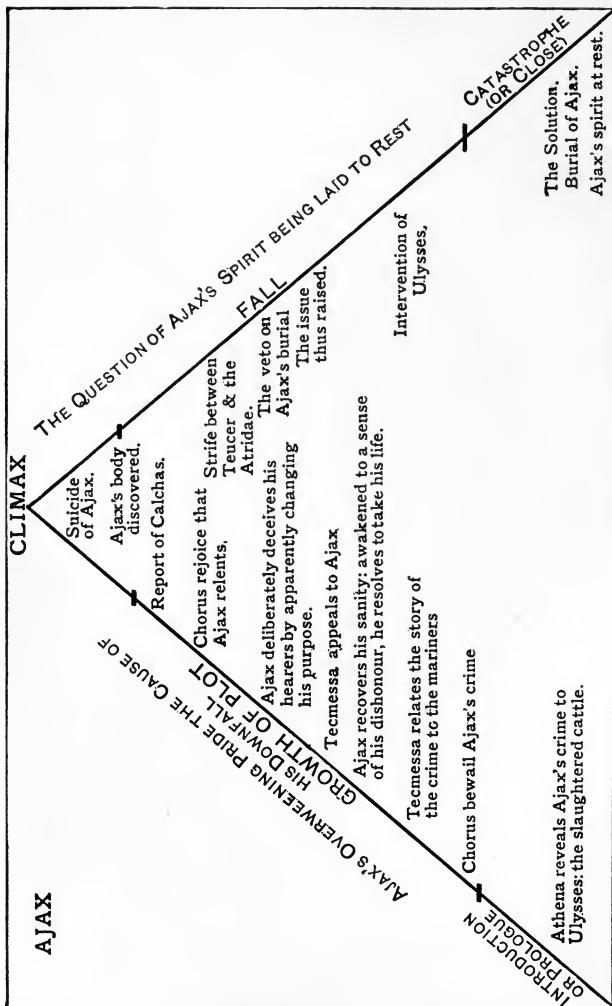 AJAX
CLIMAX
AJAX'S OVERWEENING PRIDE THE CAUSE OF
HIS DOWNFALL
GROWTH OF PLOT
INTRODUCTION
OR PROLOGUE
THE QUESTION OF AJAX'S SPIRIT BEING LAID TO REST
FALL
CATASTROPHE
(OR CLOSE)
Suicide
of Ajax.
Ajax's body
discovered.
Report of Calchas.
Chorus rejoice that
Ajax relents.
Strife between
Teucer & the
Atridae.
The veto on
Ajax's burial
The issue
thus raised.
Ajax deliberately deceives his
hearers by apparently changing
his purpose.
Tecmessa appeals to Ajax
Ajax recovers his sanity: awakened to a sense
of his dishonour, he resolves to take his life.
Intervention of
Ulysses.
Tecmessa relates the story of
the crime to the mariners
Chorus bewail Ajax's crime
Athena reveals Ajax's crime to
Ulysses: the slaughtered cattle.
The Solution.
Burial of Ajax.
Ajax's spirit at rest.